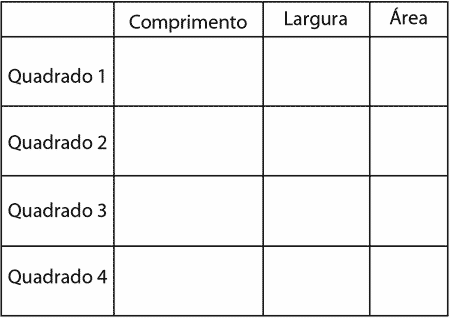 Comprimento Largura Área
Quadrado 1
Quadrado 2
Quadrado 3
Quadrado 4